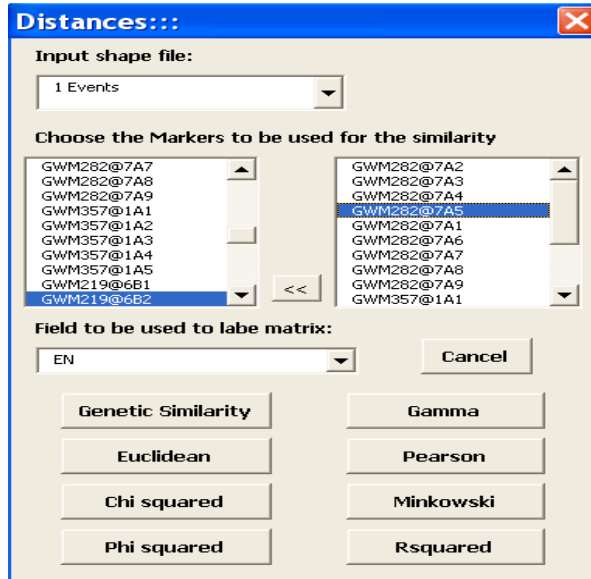 Distances:::
Input shape file:
1 Events
Choose the Markers to be used for the similarity
GWM282@7A7
GWM282@7A8
GWM282@7A9
GWM357@1A1
GWM357@1A2
GWM357@1A3
GWM357@1A4
GWM357@1A5
GWM219@6B1
GWM219@6B2
<<
GWM282@7A2
GWM282@7A3
GWM282@7A4
GWM282@7A5
GWM282@7A1
GWM282@7A6
GWM282@7A7
GWM282@7A8
GWM282@7A9
GWM357@1A1
Field to be used to labe matrix:
EN
Cancel
Genetic Similarity Gamma
Euclidean Pearson
Chi squared Minkowski
Phi squared Rsquared